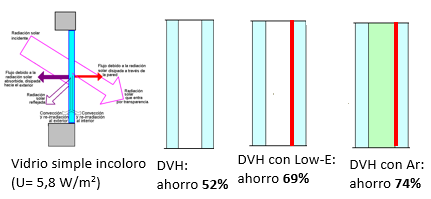 Radiación solar
incidente
Flujo debido a la
radiación solar
absorbida, disipada
hacia el exterior
Flujo debido a la radiación
solar disipada a través de
la pared
Radiación
solar
reflejada
Radiación
solar
que entra
por transparencia.
Convección
y re-irradiación
al exterior
Convección
y re-irradiación
al interior
Vidrio simple incoloro
(U= 5,8 W/m²)
DVH:
ahorro 52%
DVH con Low-E:
ahorro 69%
DVH con Ar:
ahorro 74%